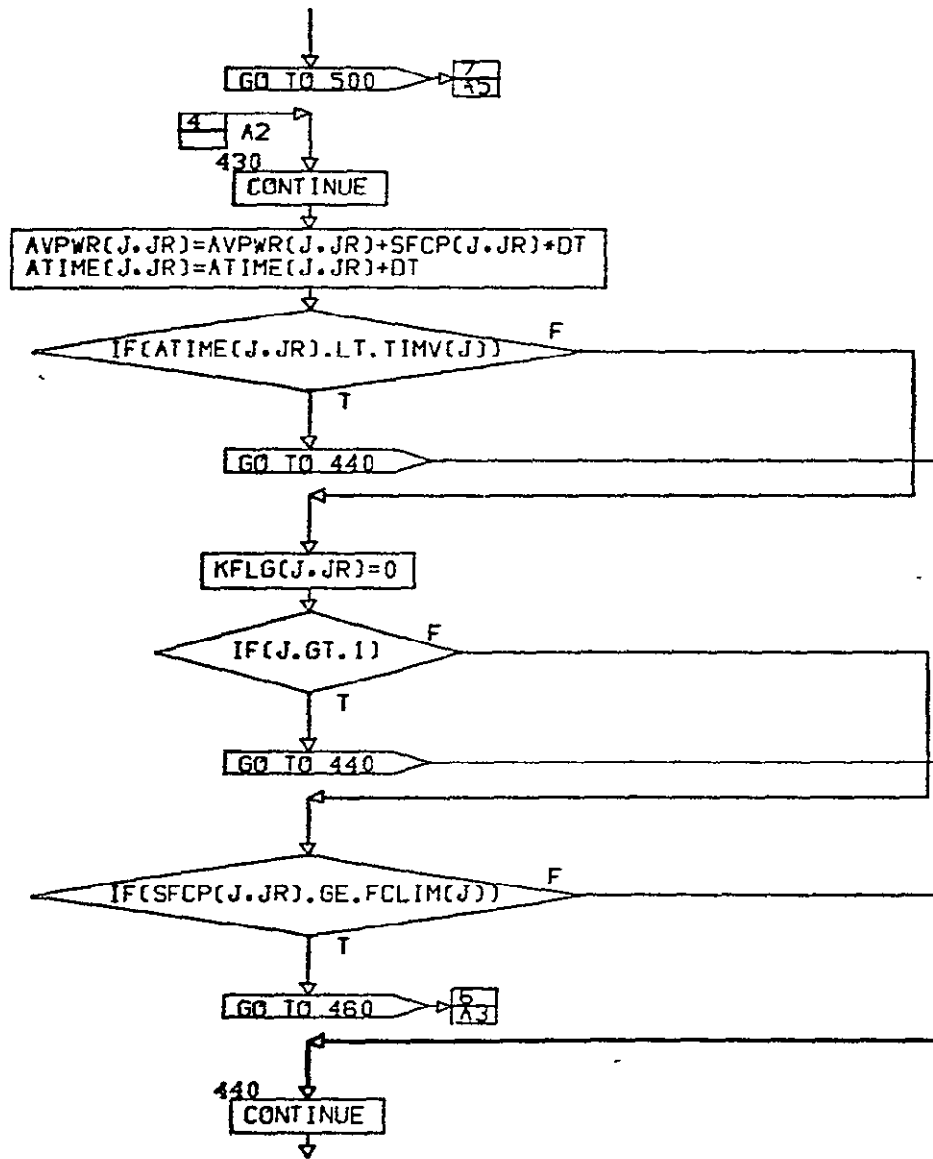 GO TO 500
7
A5
4
A2
430
CONTINUE
AVPWR(J.JR)=AVPWR(J.JR)+SFCP(J.JR)*DT
ATIME(J.JR)=ATIME(J.JR)+DT
IF(ATIME(J.JR).LT.TIMV(J))
F
T
GO TO 440
KFLG(J.JR)=0
IF(J.GT.1)
F
T
GO TO 440
IF(SFCP(J.JR).GE.FCLIM(J))
F
T
GO TO 460
6
A3
440
CONTINUE